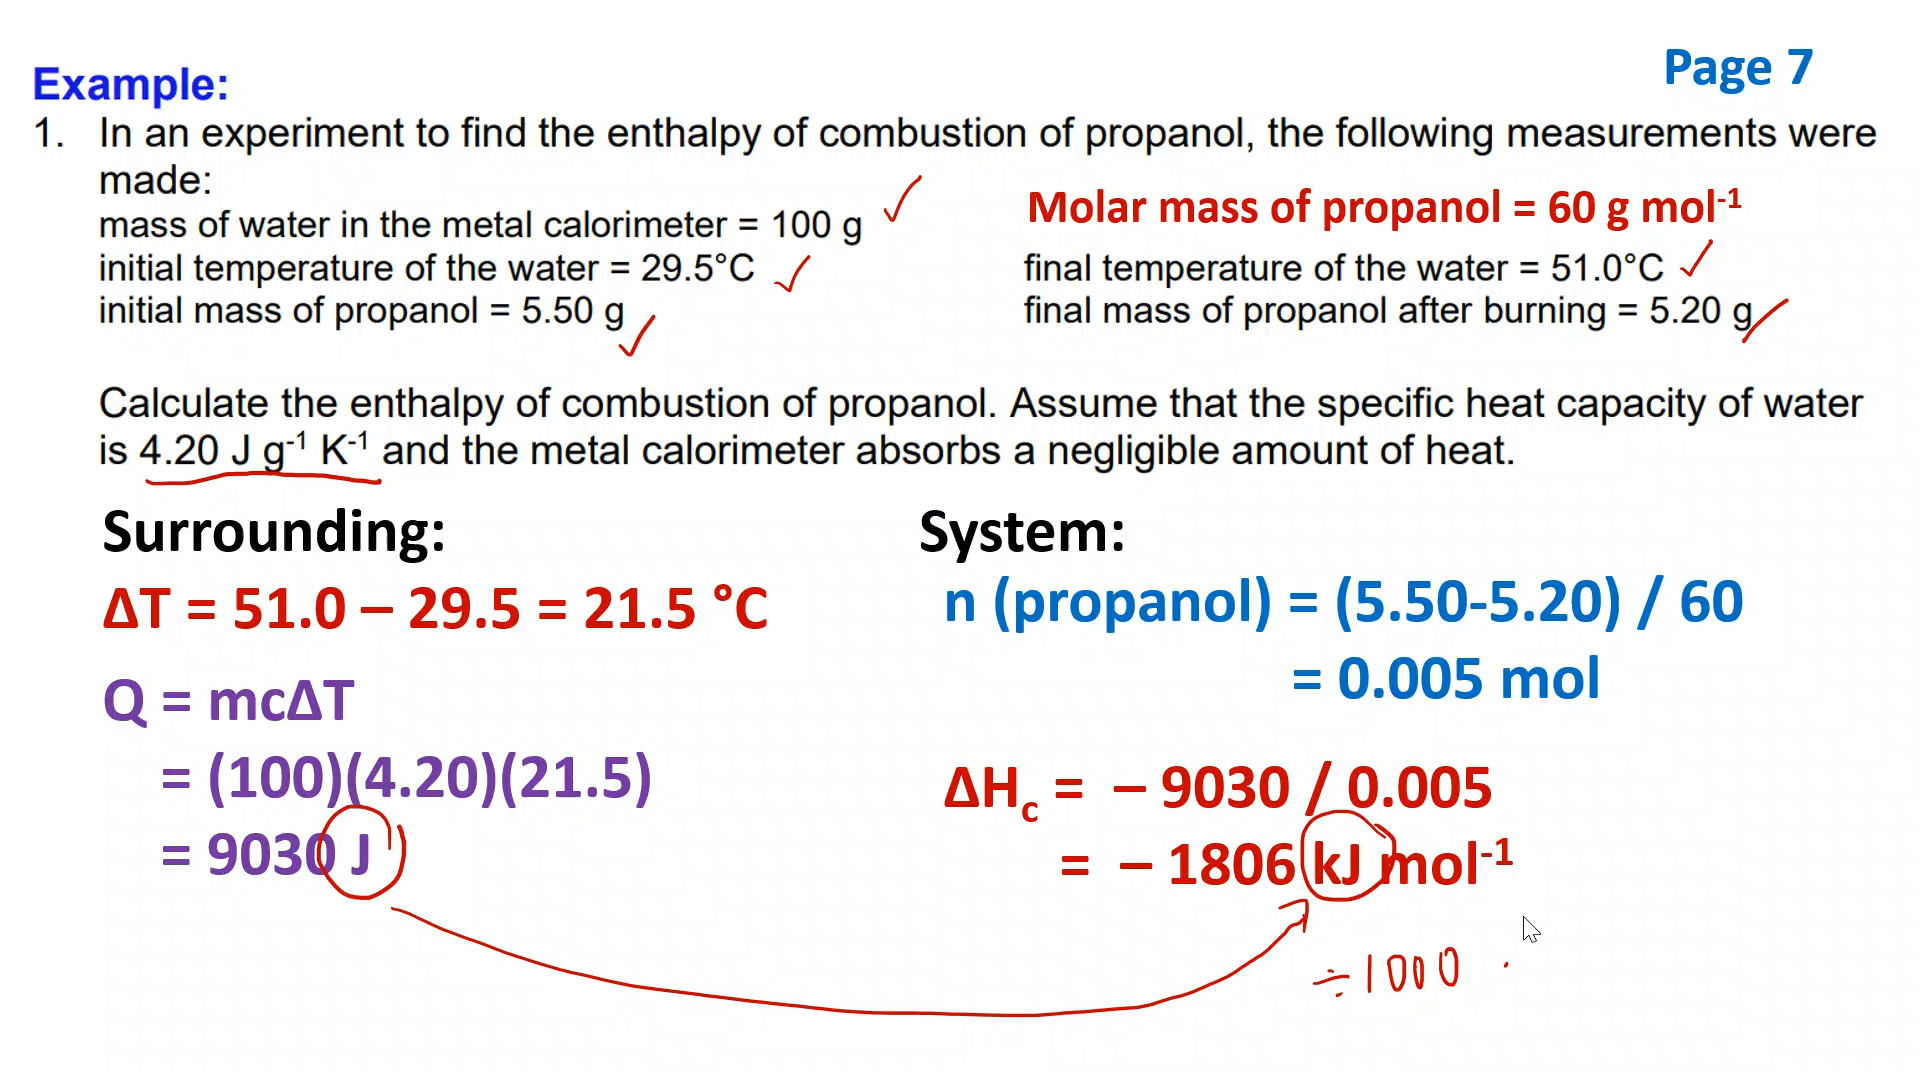 Page 7
Example:
1. In an experiment to find the enthalpy of combustion of propanol, the following measurements were
made:
mass of water in the metal calorimeter = 100 g
Molar mass of propanol = 60 g mol⁻¹
initial temperature of the water = 29.5°C
final temperature of the water = 51.0°C
initial mass of propanol = 5.50 g
final mass of propanol after burning = 5.20 g
Calculate the enthalpy of combustion of propanol. Assume that the specific heat capacity of water
is 4.20 J g⁻¹ K⁻¹ and the metal calorimeter absorbs a negligible amount of heat.
Surrounding:
ΔT = 51.0 – 29.5 = 21.5 °C
Q = mcΔT
= (100)(4.20)(21.5)
= 9030 J
System:
n (propanol) = (5.50-5.20) / 60
= 0.005 mol
ΔHc = – 9030 / 0.005
= – 1806 kJ mol⁻¹
÷1000